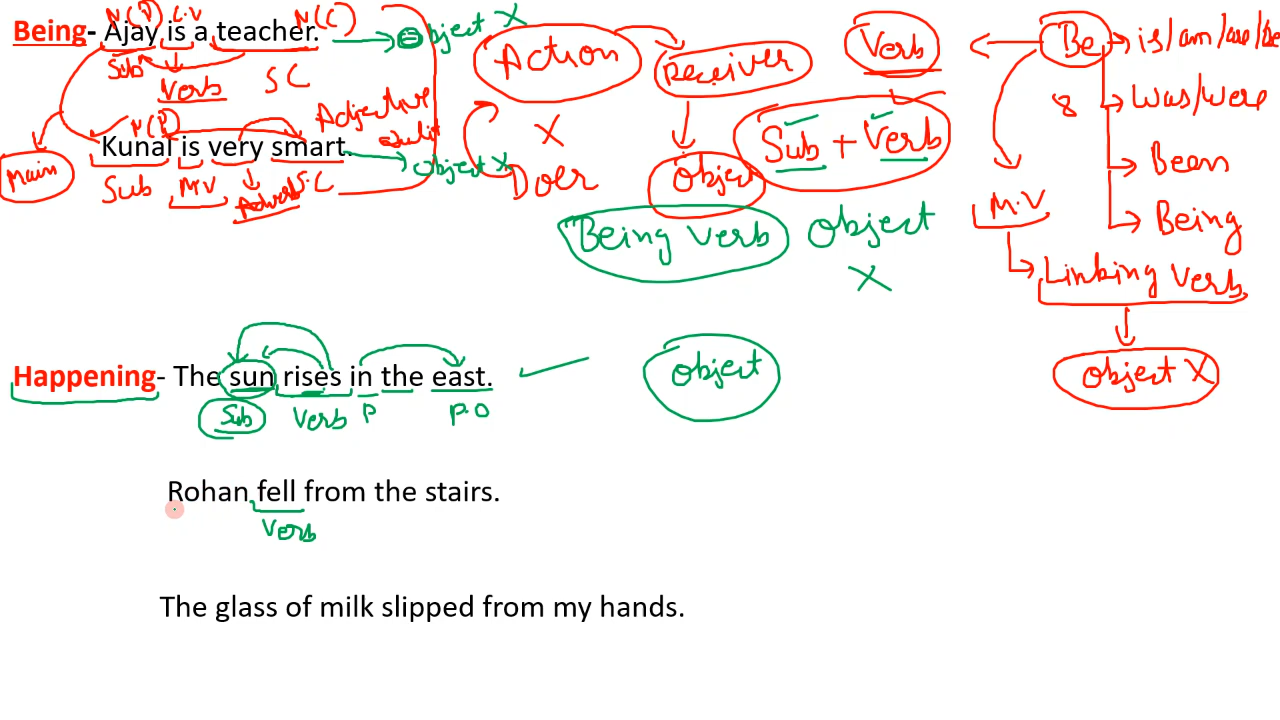 N(P) L.V N(C)
Being- Ajay is a teacher. Object X
Sub Verb SC
Action Receiver Verb Be is/am/are/be
8 Was/were
N(P) Adjective
Kunal is very smart. Object X
Main Sub M.V Adverb S.C
X
Doer Object Sub + Verb
Been
Being
M.V
Being Verb Object
X
Linking Verb
Object X
Happening- The sun rises in the east. Object
Sub Verb P P.O
Rohan fell from the stairs.
Verb
The glass of milk slipped from my hands.